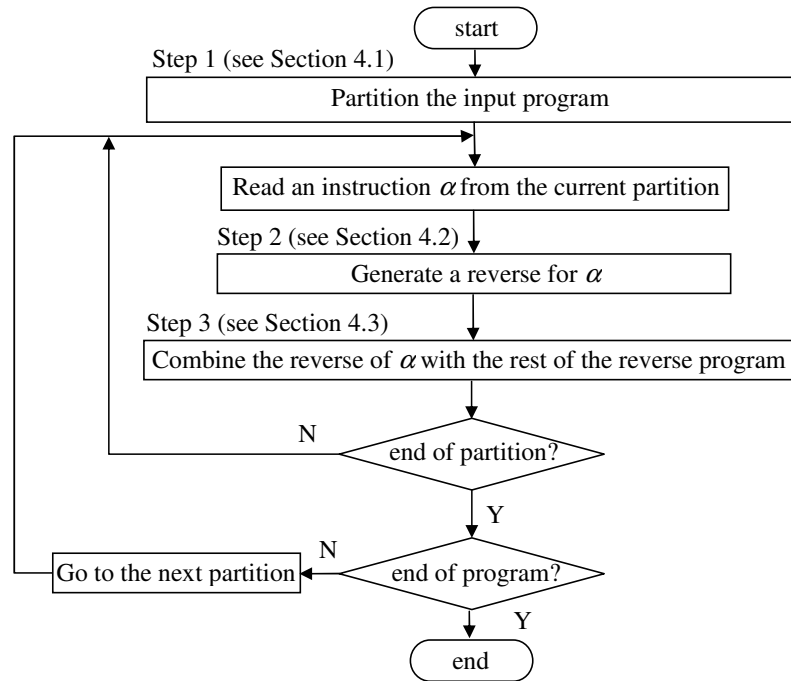 start
Step 1 (see Section 4.1)
Partition the input program
Read an instruction α from the current partition
Step 2 (see Section 4.2)
Generate a reverse for α
Step 3 (see Section 4.3)
Combine the reverse of α with the rest of the reverse program
N
end of partition?
Y
N
Go to the next partition
end of program?
Y
end